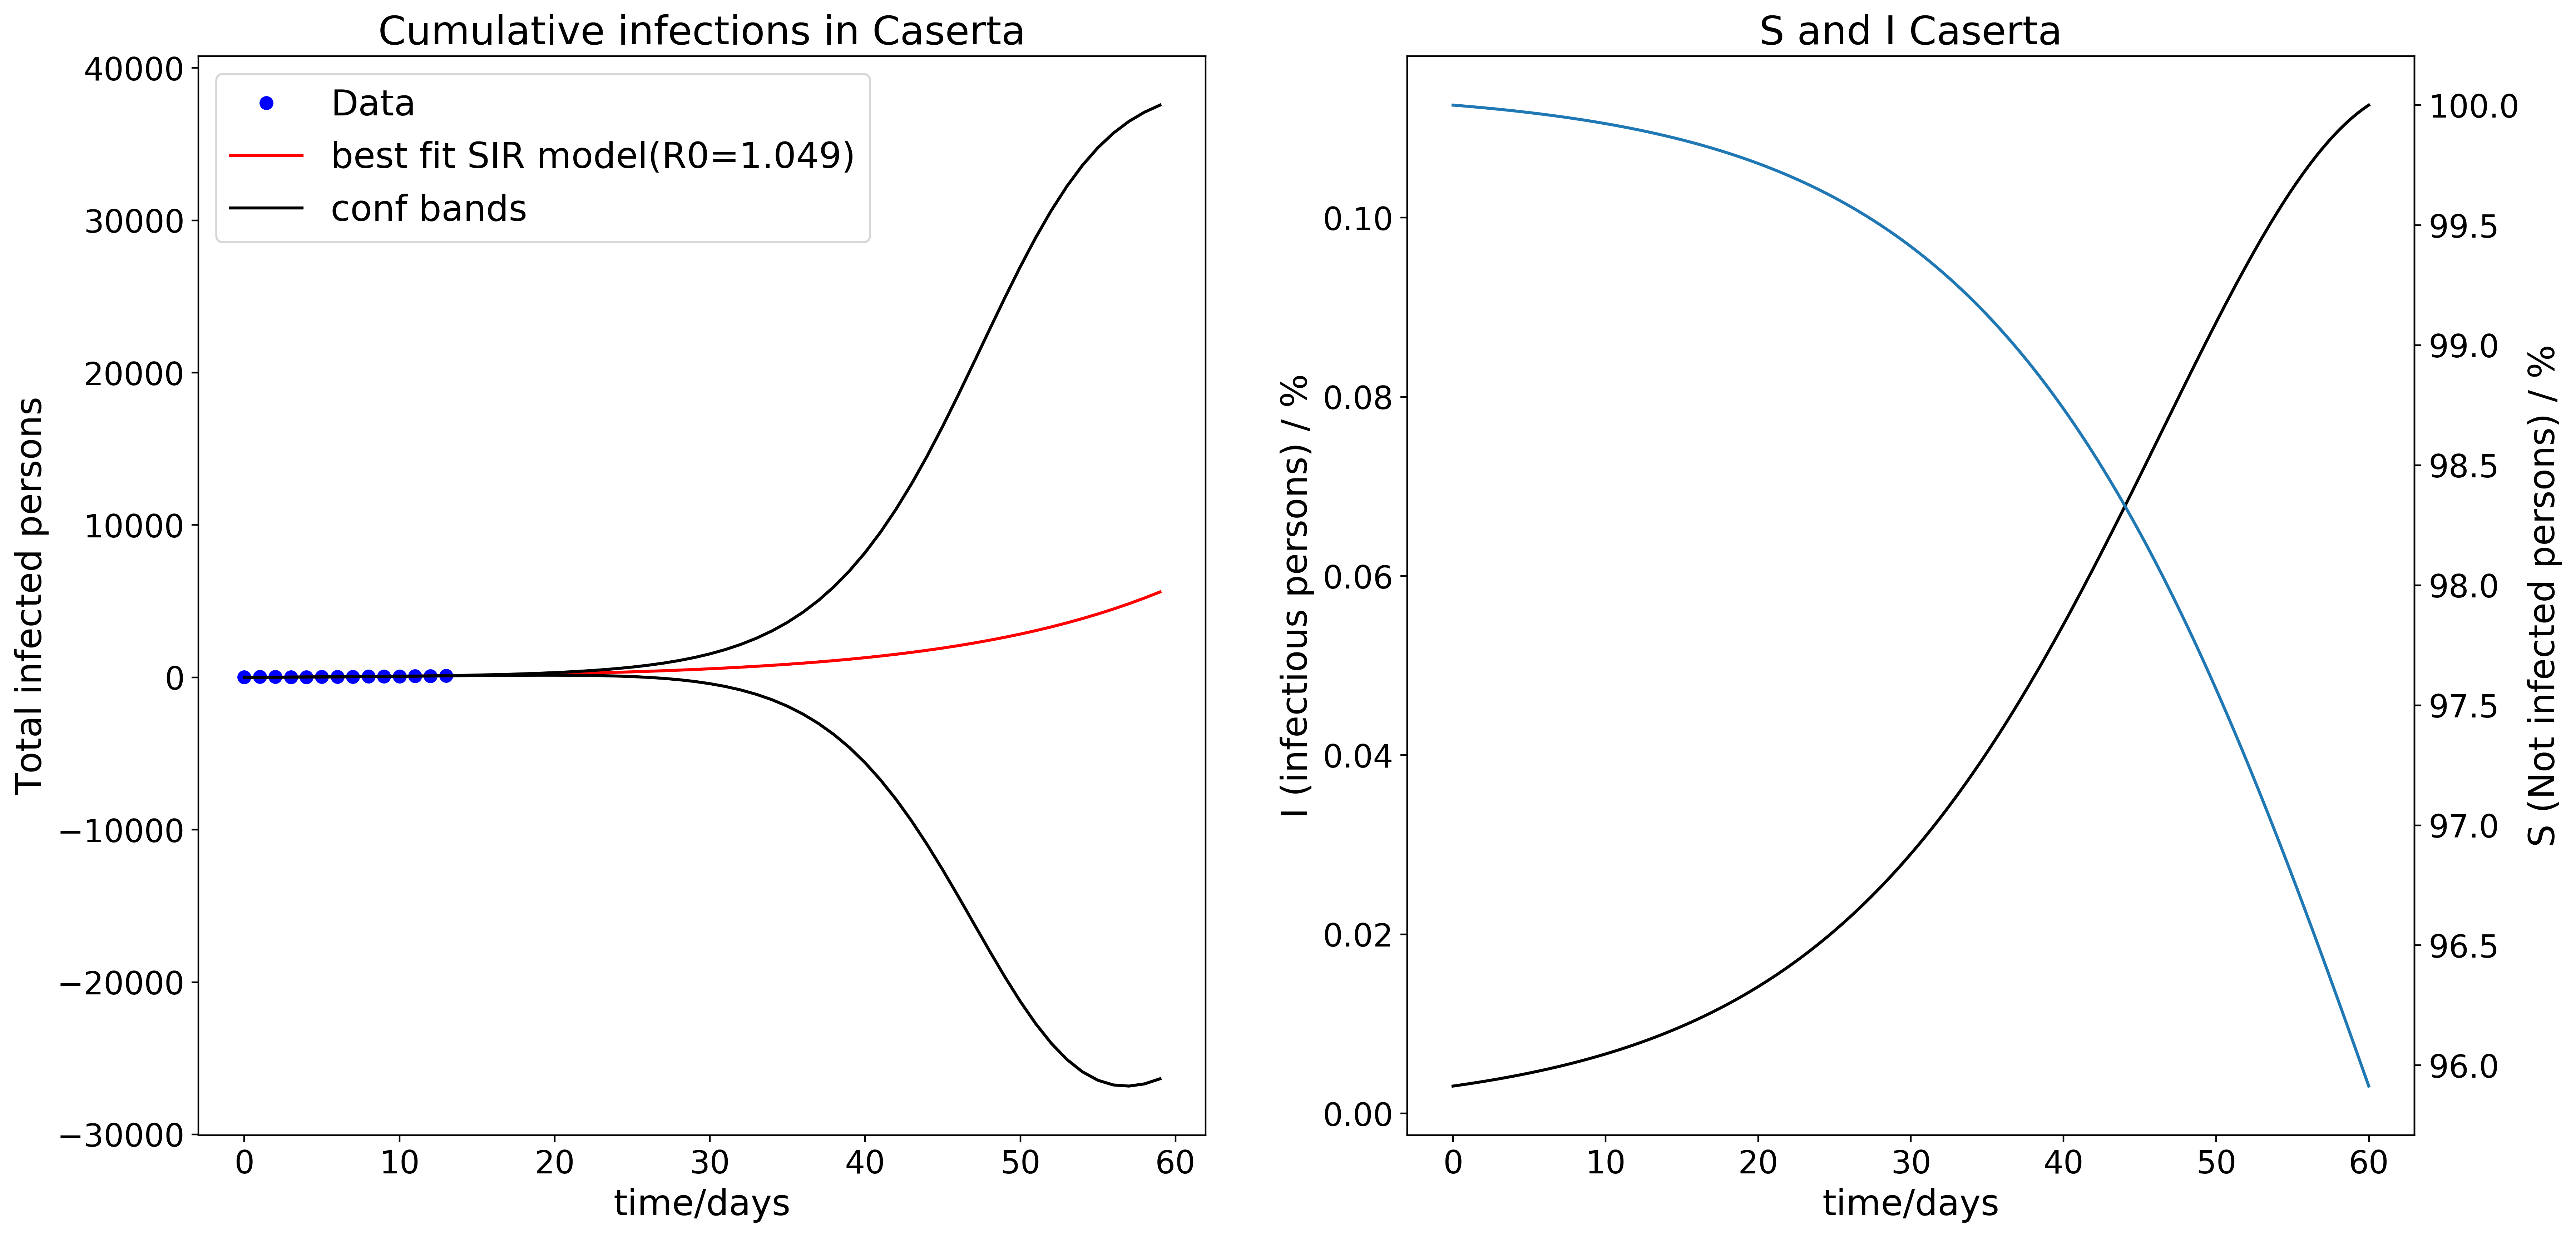 Cumulative infections in Caserta
Data
best fit SIR model(R0=1.049)
conf bands
40000
30000
20000
10000
0
−10000
−20000
−30000
Total infected persons
0 10 20 30 40 50 60
time/days
S and I Caserta
0.10
0.08
0.06
0.04
0.02
0.00
I (infectious persons) / %
100.0
99.5
99.0
98.5
98.0
97.5
97.0
96.5
96.0
S (Not infected persons) / %
0 10 20 30 40 50 60
time/days